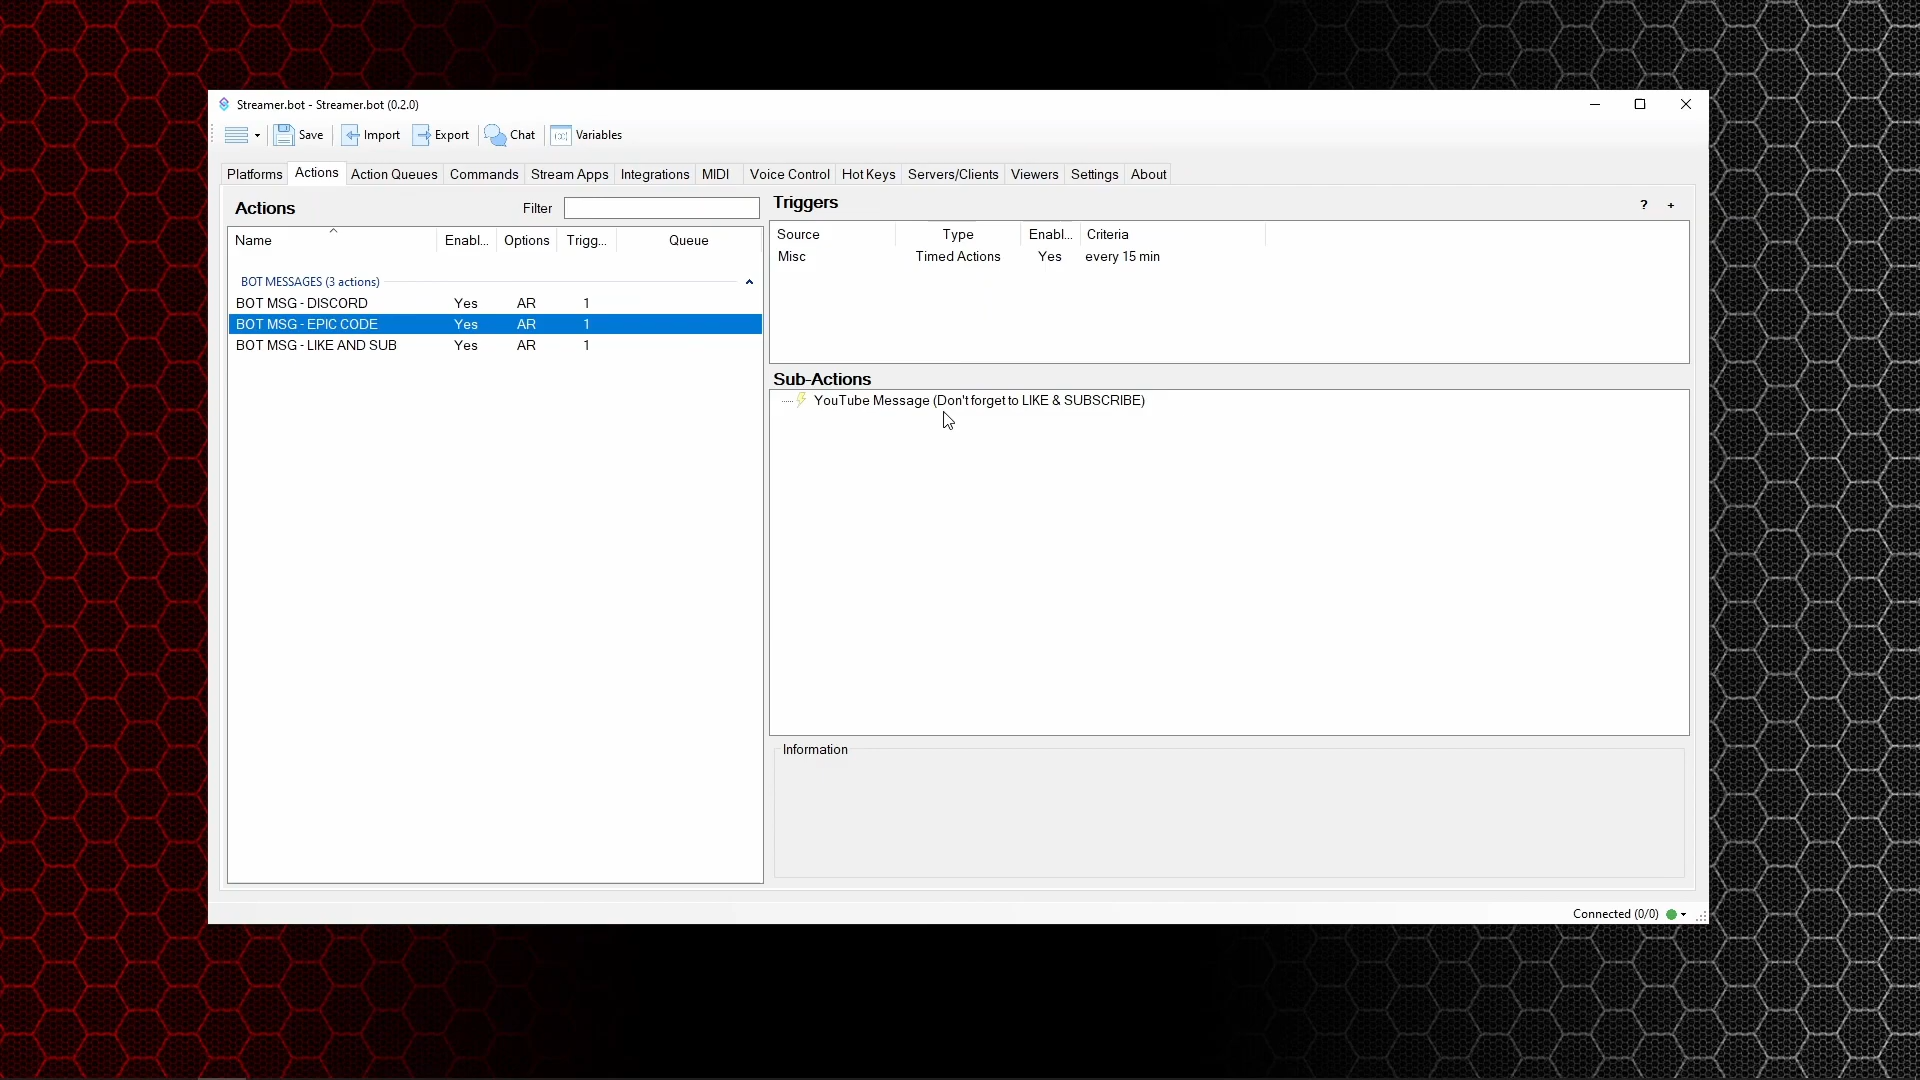 Streamer.bot - Streamer.bot (0.2.0)
Save Import Export Chat Variables
Platforms Actions Action Queues Commands Stream Apps Integrations MIDI Voice Control Hot Keys Servers/Clients Viewers Settings About
Actions Filter
Name Enabl... Options Trigg... Queue
BOT MESSAGES (3 actions)
BOT MSG - DISCORD Yes AR 1
BOT MSG - EPIC CODE Yes AR 1
BOT MSG - LIKE AND SUB Yes AR 1
Triggers ? +
Source Type Enabl... Criteria
Misc Timed Actions Yes every 15 min
Sub-Actions
YouTube Message (Don't forget to LIKE & SUBSCRIBE)
Information
Connected (0/0)